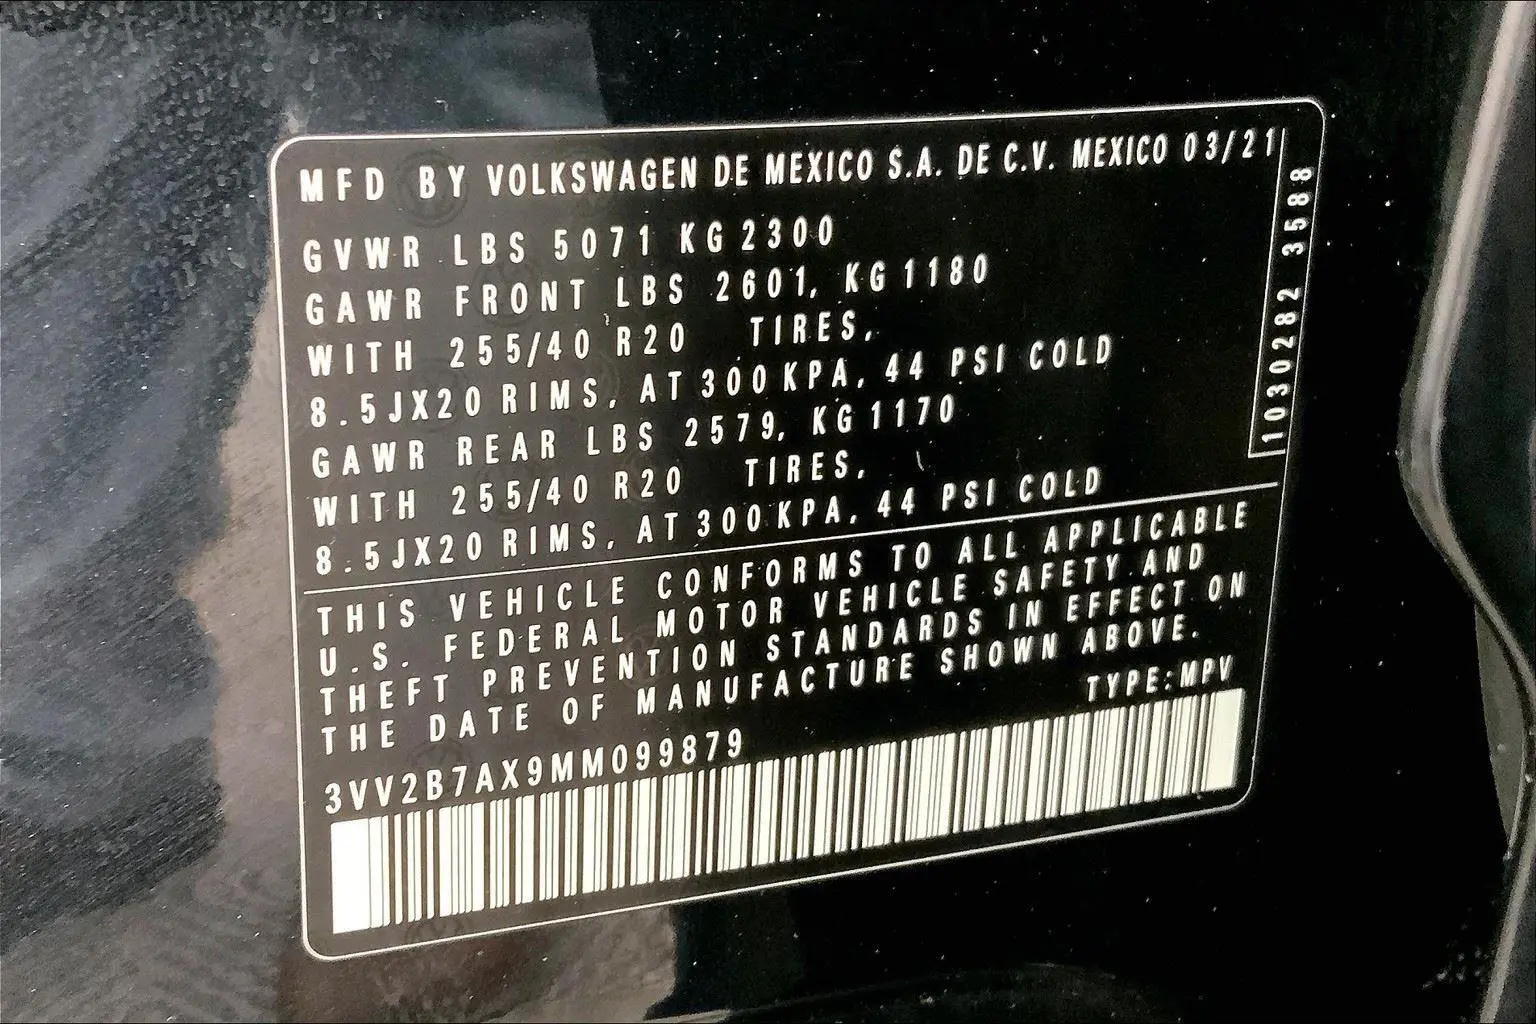 MFD BY VOLKSWAGEN DE MEXICO S.A. DE C.V. MEXICO 03/21
GVWR LBS 5071 KG 2300
GAWR FRONT LBS 2601, KG 1180
WITH 255/40 R20 TIRES,
8.5JX20 RIMS, AT 300 KPA, 44 PSI COLD
GAWR REAR LBS 2579, KG 1170
WITH 255/40 R20 TIRES,
8.5JX20 RIMS, AT 300 KPA, 44 PSI COLD
1030282 3588
THIS VEHICLE CONFORMS TO ALL APPLICABLE
U.S. FEDERAL MOTOR VEHICLE SAFETY AND
THEFT PREVENTION STANDARDS IN EFFECT ON
THE DATE OF MANUFACTURE SHOWN ABOVE.
TYPE:MPV
3VV2B7AX9MM099879